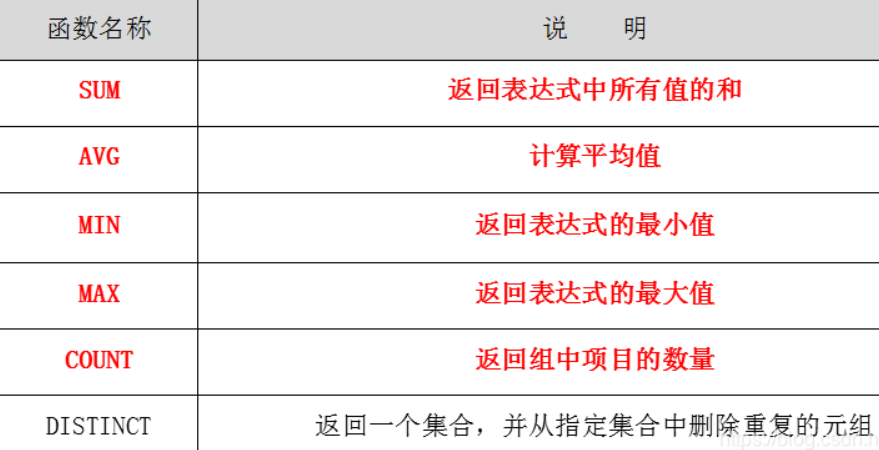 函数名称 说 明
SUM 返回表达式中所有值的和
AVG 计算平均值
MIN 返回表达式的最小值
MAX 返回表达式的最大值
COUNT 返回组中项目的数量
DISTINCT 返回一个集合，并从指定集合中删除重复的元组
https://blog.csdn.n